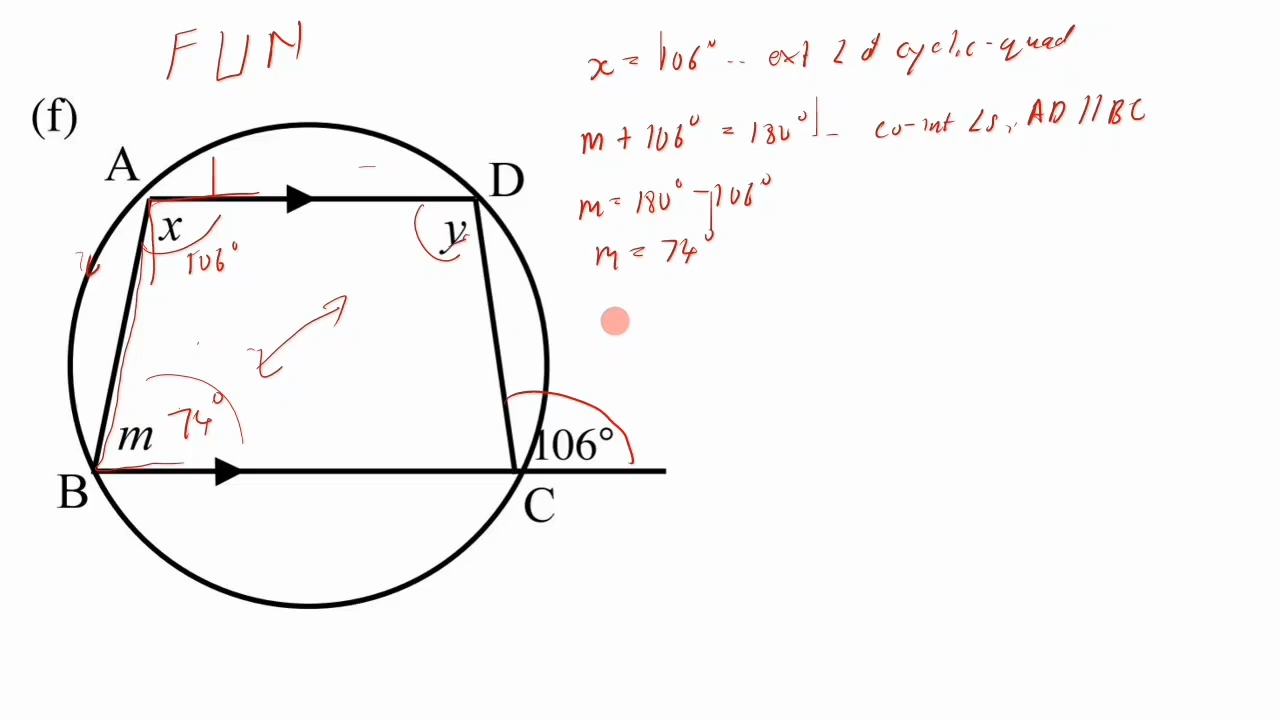 FUN
x = 106° .. ext ∠ of cyclic-quad
(f)
m + 106° = 180° - co-int ∠s, AD // BC
A
D
m = 180° - 106°
x
y
m = 74°
106°
74°
m
106°
B
C